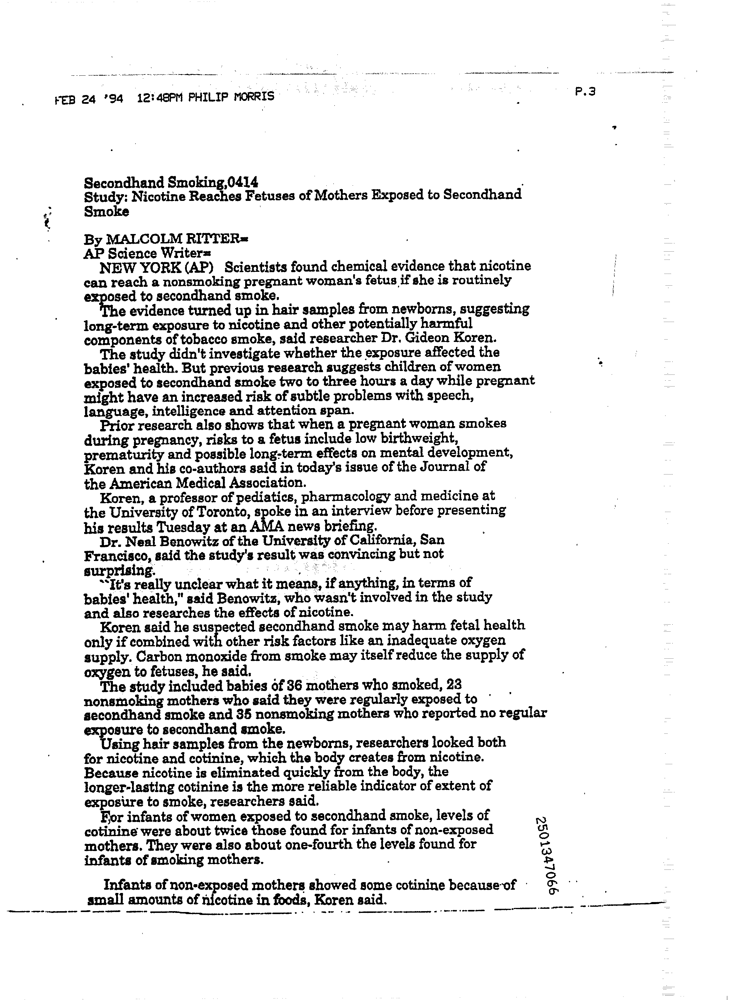 FEB 24 '94 12:48PM PHILIP MORRIS
P.3
Secondhand Smoking,0414
Study: Nicotine Reaches Fetuses of Mothers Exposed to Secondhand
Smoke
By MALCOLM RITTER=
AP Science Writer=
NEW YORK (AP) Scientists found chemical evidence that nicotine
can reach a nonsmoking pregnant woman's fetus if she is routinely
exposed to secondhand smoke.
The evidence turned up in hair samples from newborns, suggesting
long-term exposure to nicotine and other potentially harmful
components of tobacco smoke, said researcher Dr. Gideon Koren.
The study didn't investigate whether the exposure affected the
babies' health. But previous research suggests children of women
exposed to secondhand smoke two to three hours a day while pregnant
might have an increased risk of subtle problems with speech,
language, intelligence and attention span.
Prior research also shows that when a pregnant woman smokes
during pregnancy, risks to a fetus include low birthweight,
prematurity and possible long-term effects on mental development,
Koren and his co-authors said in today's issue of the Journal of
the American Medical Association.
Koren, a professor of pediatics, pharmacology and medicine at
the University of Toronto, spoke in an interview before presenting
his results Tuesday at an AMA news briefing.
Dr. Neal Benowitz of the University of California, San
Francisco, said the study's result was convincing but not
surprising.
``It's really unclear what it means, if anything, in terms of
babies' health," said Benowitz, who wasn't involved in the study
and also researches the effects of nicotine.
Koren said he suspected secondhand smoke may harm fetal health
only if combined with other risk factors like an inadequate oxygen
supply. Carbon monoxide from smoke may itself reduce the supply of
oxygen to fetuses, he said.
The study included babies of 36 mothers who smoked, 23
nonsmoking mothers who said they were regularly exposed to
secondhand smoke and 35 nonsmoking mothers who reported no regular
exposure to secondhand smoke.
Using hair samples from the newborns, researchers looked both
for nicotine and cotinine, which the body creates from nicotine.
Because nicotine is eliminated quickly from the body, the
longer-lasting cotinine is the more reliable indicator of extent of
exposure to smoke, researchers said.
For infants of women exposed to secondhand smoke, levels of
cotinine were about twice those found for infants of non-exposed
mothers. They were also about one-fourth the levels found for
infants of smoking mothers.
Infants of non-exposed mothers showed some cotinine because of
small amounts of nicotine in foods, Koren said.
2501347066